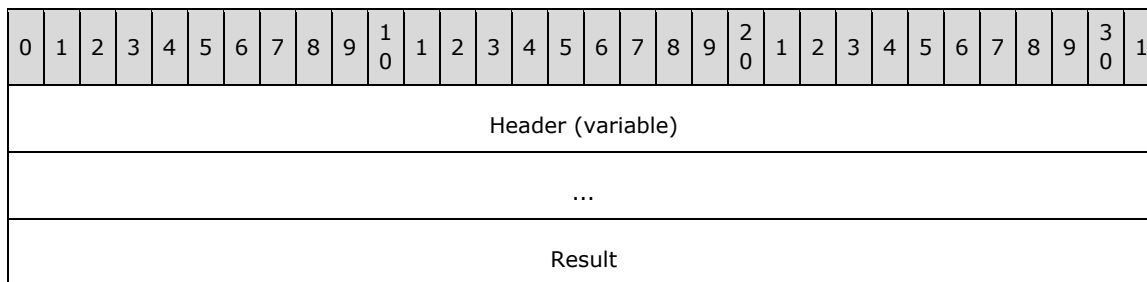 0 1 2 3 4 5 6 7 8 9 1 0 1 2 3 4 5 6 7 8 9 2 0 1 2 3 4 5 6 7 8 9 3 0 1
Header (variable)
...
Result